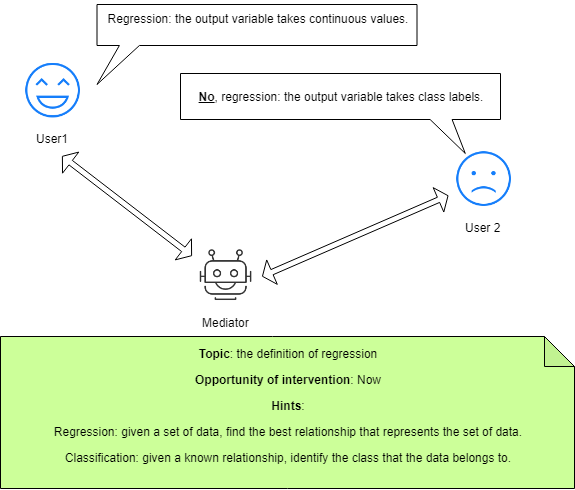 Regression: the output variable takes continuous values.
No, regression: the output variable takes class labels.
User1
User 2
Mediator
Topic: the definition of regression
Opportunity of intervention: Now
Hints:
Regression: given a set of data, find the best relationship that represents the set of data.
Classification: given a known relationship, identify the class that the data belongs to.